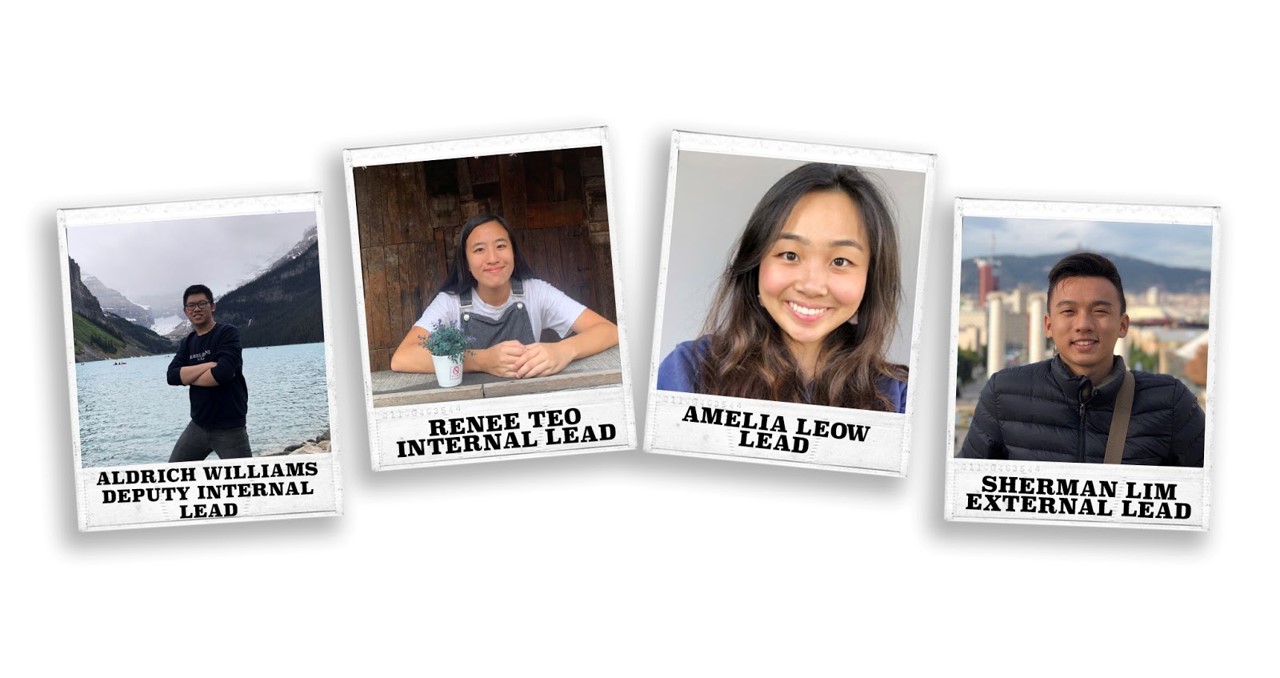 ALDRICH WILLIAMS
DEPUTY INTERNAL
LEAD
RENEE TEO
INTERNAL LEAD
AMELIA LEOW
LEAD
SHERMAN LIM
EXTERNAL LEAD